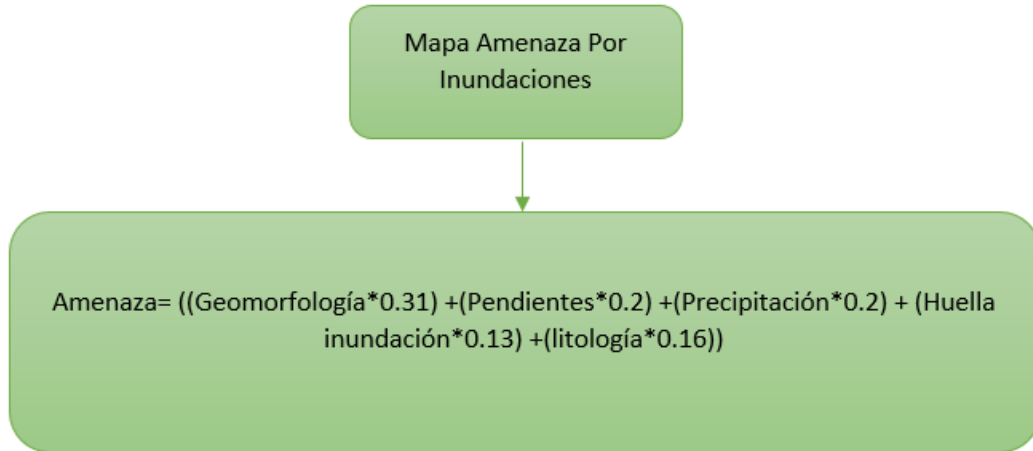 Mapa Amenaza Por
Inundaciones
Amenaza= ((Geomorfología*0.31) +(Pendientes*0.2) +(Precipitación*0.2) + (Huella
inundación*0.13) +(litología*0.16))